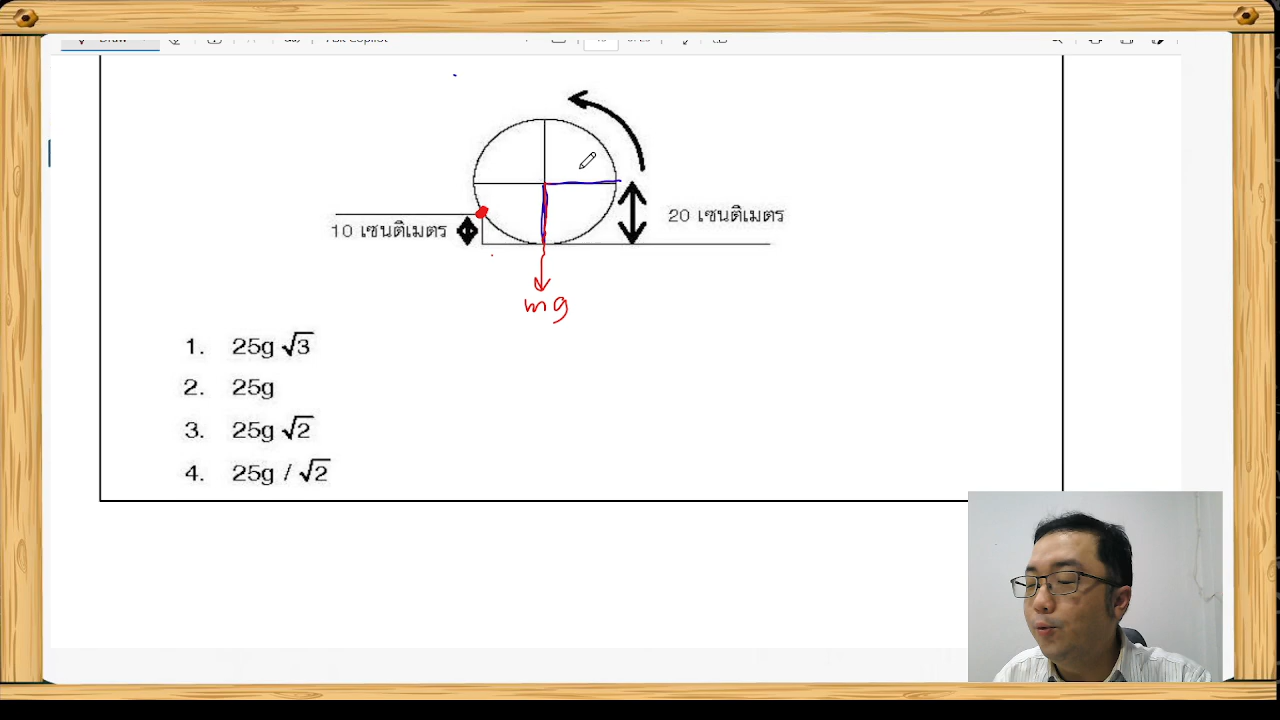 20 เซนติเมตร
10 เซนติเมตร
mg
1. 25g √3
2. 25g
3. 25g √2
4. 25g / √2